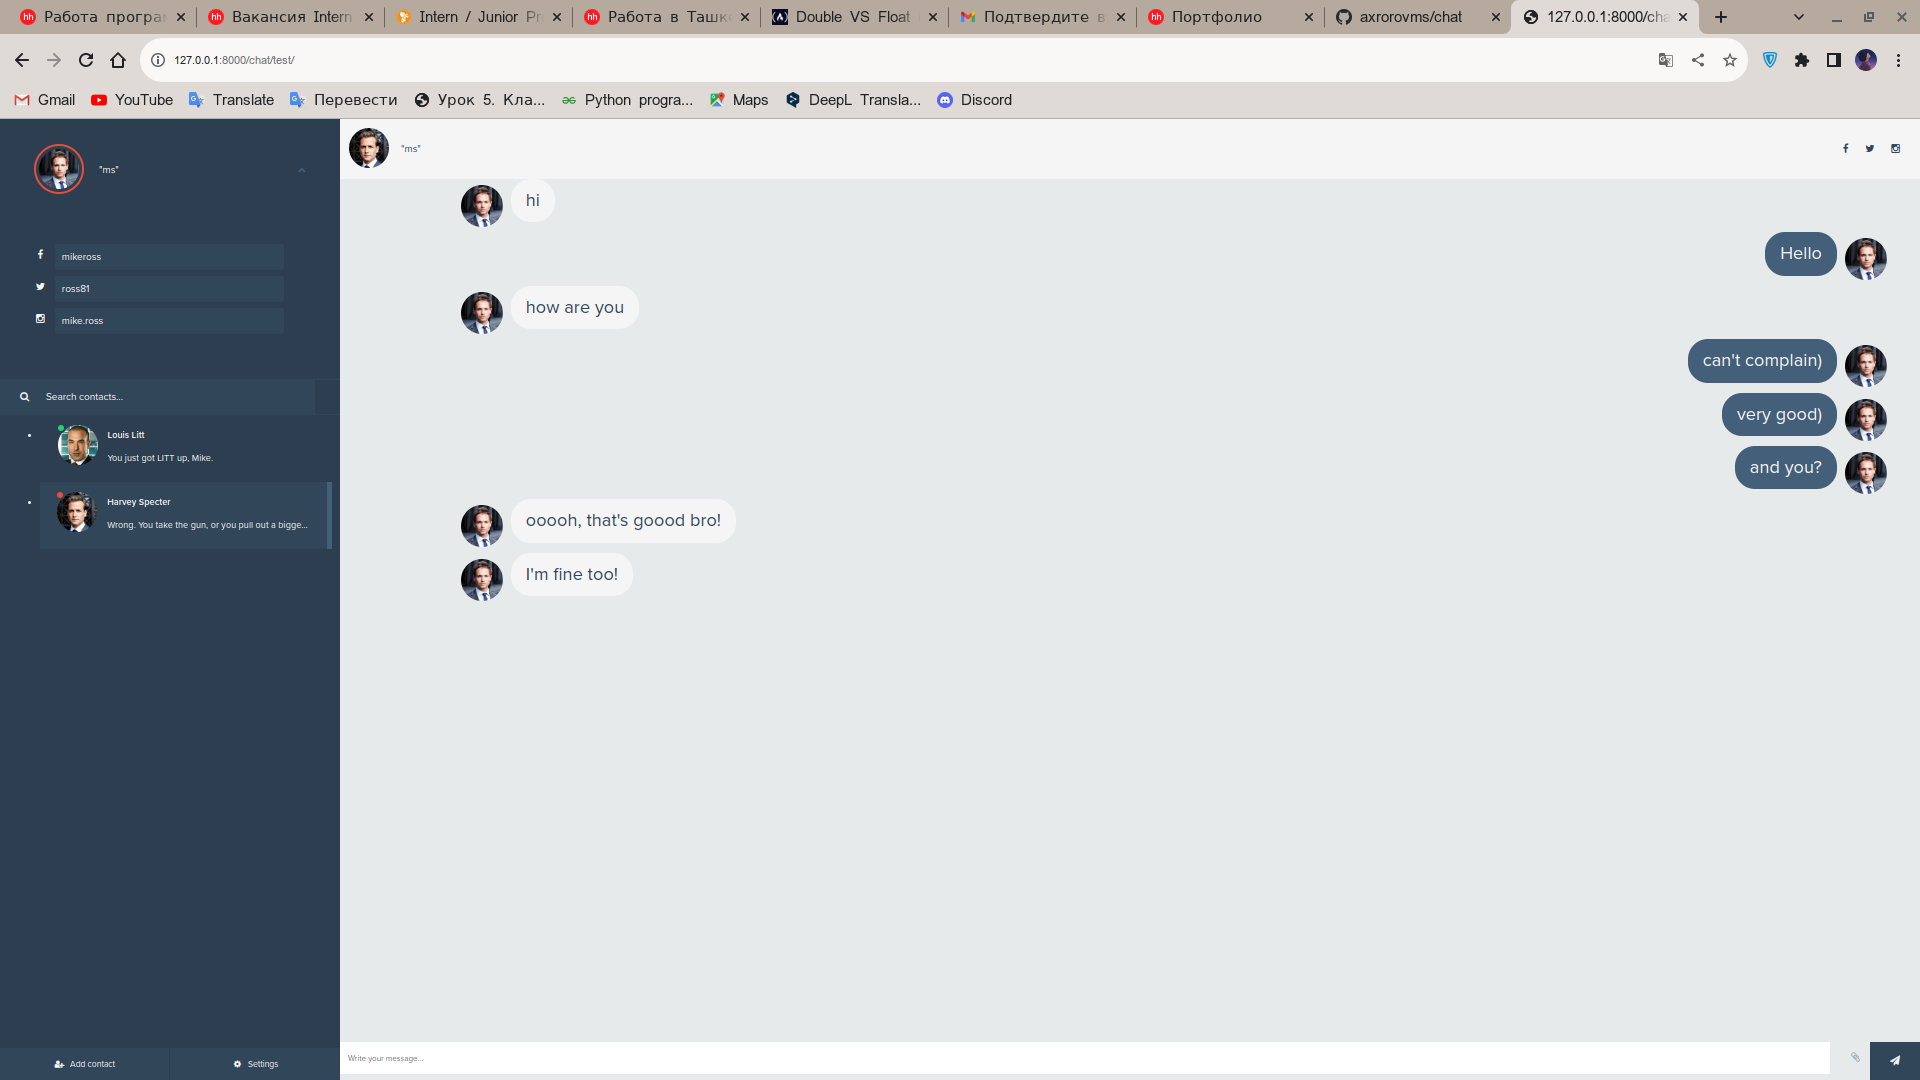 Работа програ
Вакансия Intern
Intern / Junior Pr
Работа в Ташк
Double VS Float
Подтвердите в
Портфолио
axrorovms/chat
127.0.0.1:8000/cha
127.0.0.1:8000/chat/test/
Gmail
YouTube
Translate
Перевести
Урок 5. Кла...
Python progra...
Maps
DeepL Transla...
Discord
"ms"
mikeross
ross81
mike.ross
Search contacts...
Louis Litt
You just got LITT up, Mike.
Harvey Specter
Wrong. You take the gun, or you pull out a bigge...
Add contact
Settings
"ms"
hi
Hello
how are you
can't complain)
very good)
and you?
ooooh, that's goood bro!
I'm fine too!
Write your message...